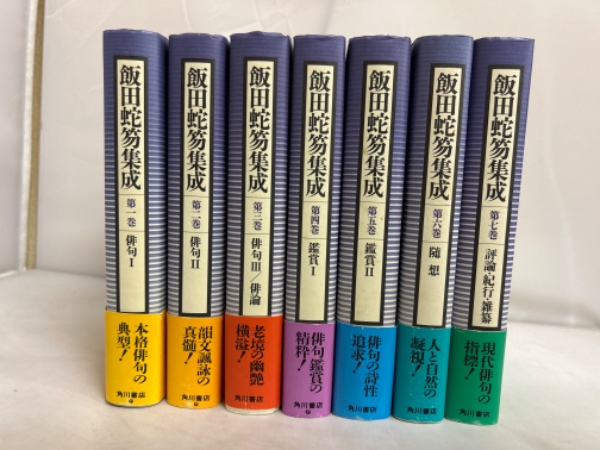 飯田蛇笏集成
第一巻
俳句Ⅰ
本格俳句の
典型!
角川書店
飯田蛇笏集成
第二巻
俳句Ⅱ
韻文諷詠の
真髄!
角川書店
飯田蛇笏集成
第三巻
俳句Ⅲ/俳論
老境の幽艶
横溢!
角川書店
飯田蛇笏集成
第四巻
鑑賞Ⅰ
俳句鑑賞の
精粋!
角川書店
飯田蛇笏集成
第五巻
鑑賞Ⅱ
俳句の詩性
追求!
角川書店
飯田蛇笏集成
第六巻
随想
人と自然の
凝視!
角川書店
飯田蛇笏集成
第七巻
評論・紀行・雑纂
現代俳句の
指標!
角川書店